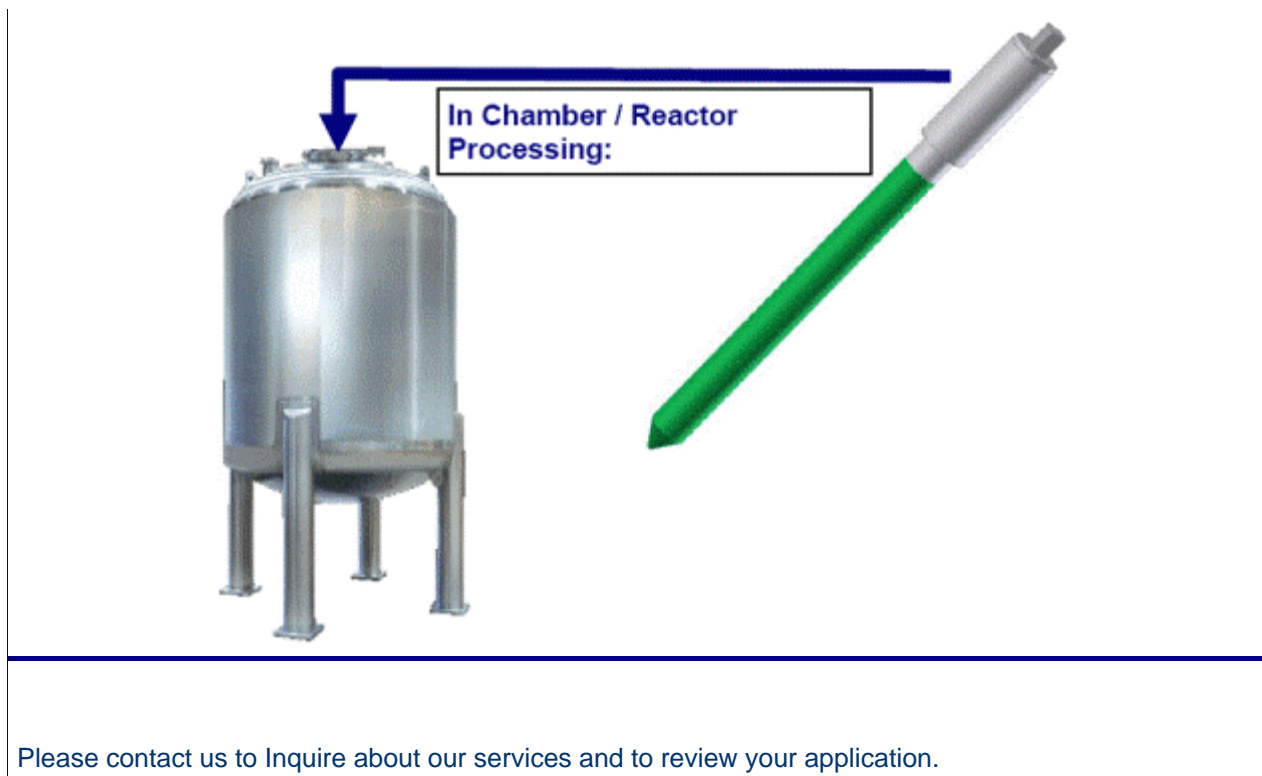 In Chamber / Reactor
Processing:
Please contact us to Inquire about our services and to review your application.